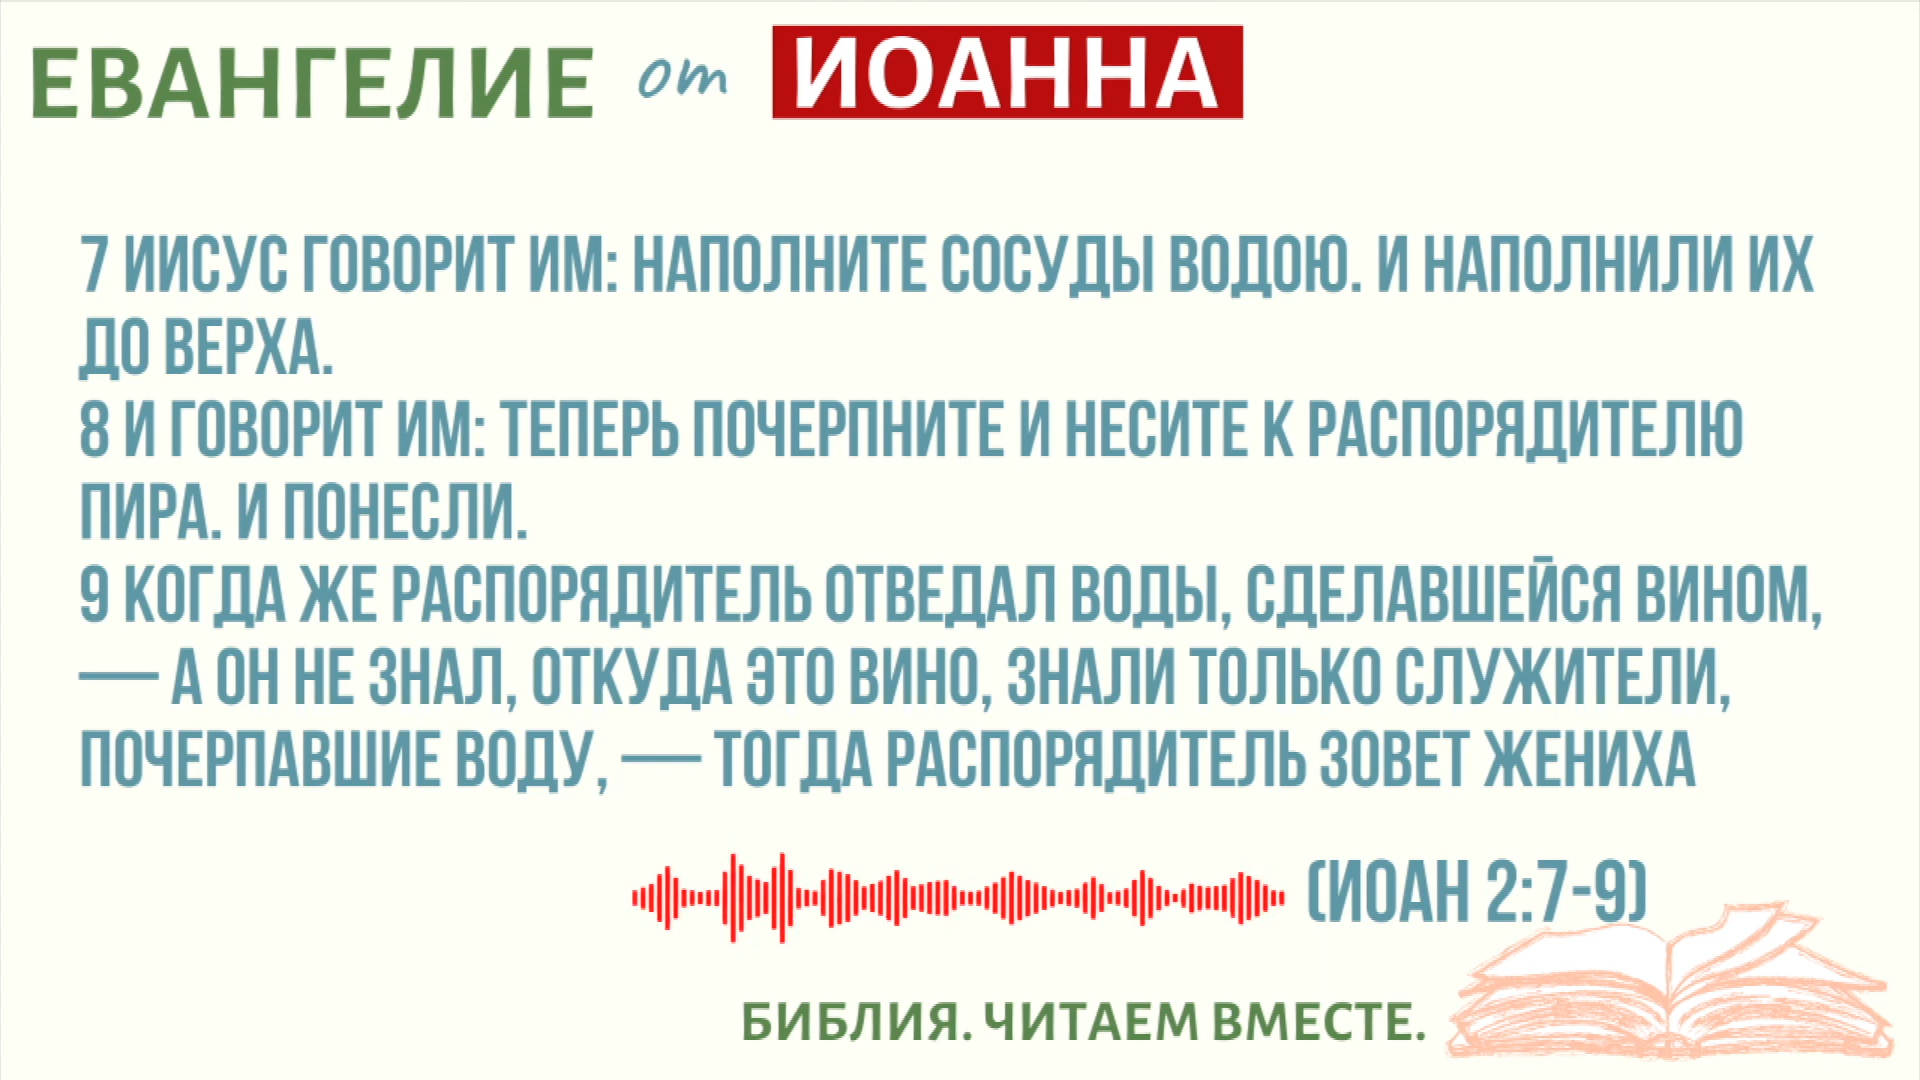 ЕВАНГЕЛИЕ от ИОАННА
7 ИИСУС ГОВОРИТ ИМ: НАПОЛНИТЕ СОСУДЫ ВОДОЮ. И НАПОЛНИЛИ ИХ
ДО ВЕРХА.
8 И ГОВОРИТ ИМ: ТЕПЕРЬ ПОЧЕРПНИТЕ И НЕСИТЕ К РАСПОРЯДИТЕЛЮ
ПИРА. И ПОНЕСЛИ.
9 КОГДА ЖЕ РАСПОРЯДИТЕЛЬ ОТВЕДАЛ ВОДЫ, СДЕЛАВШЕЙСЯ ВИНОМ,
— А ОН НЕ ЗНАЛ, ОТКУДА ЭТО ВИНО, ЗНАЛИ ТОЛЬКО СЛУЖИТЕЛИ,
ПОЧЕРПАВШИЕ ВОДУ, — ТОГДА РАСПОРЯДИТЕЛЬ ЗОВЕТ ЖЕНИХА
(ИОАН 2:7-9)
БИБЛИЯ. ЧИТАЕМ ВМЕСТЕ.